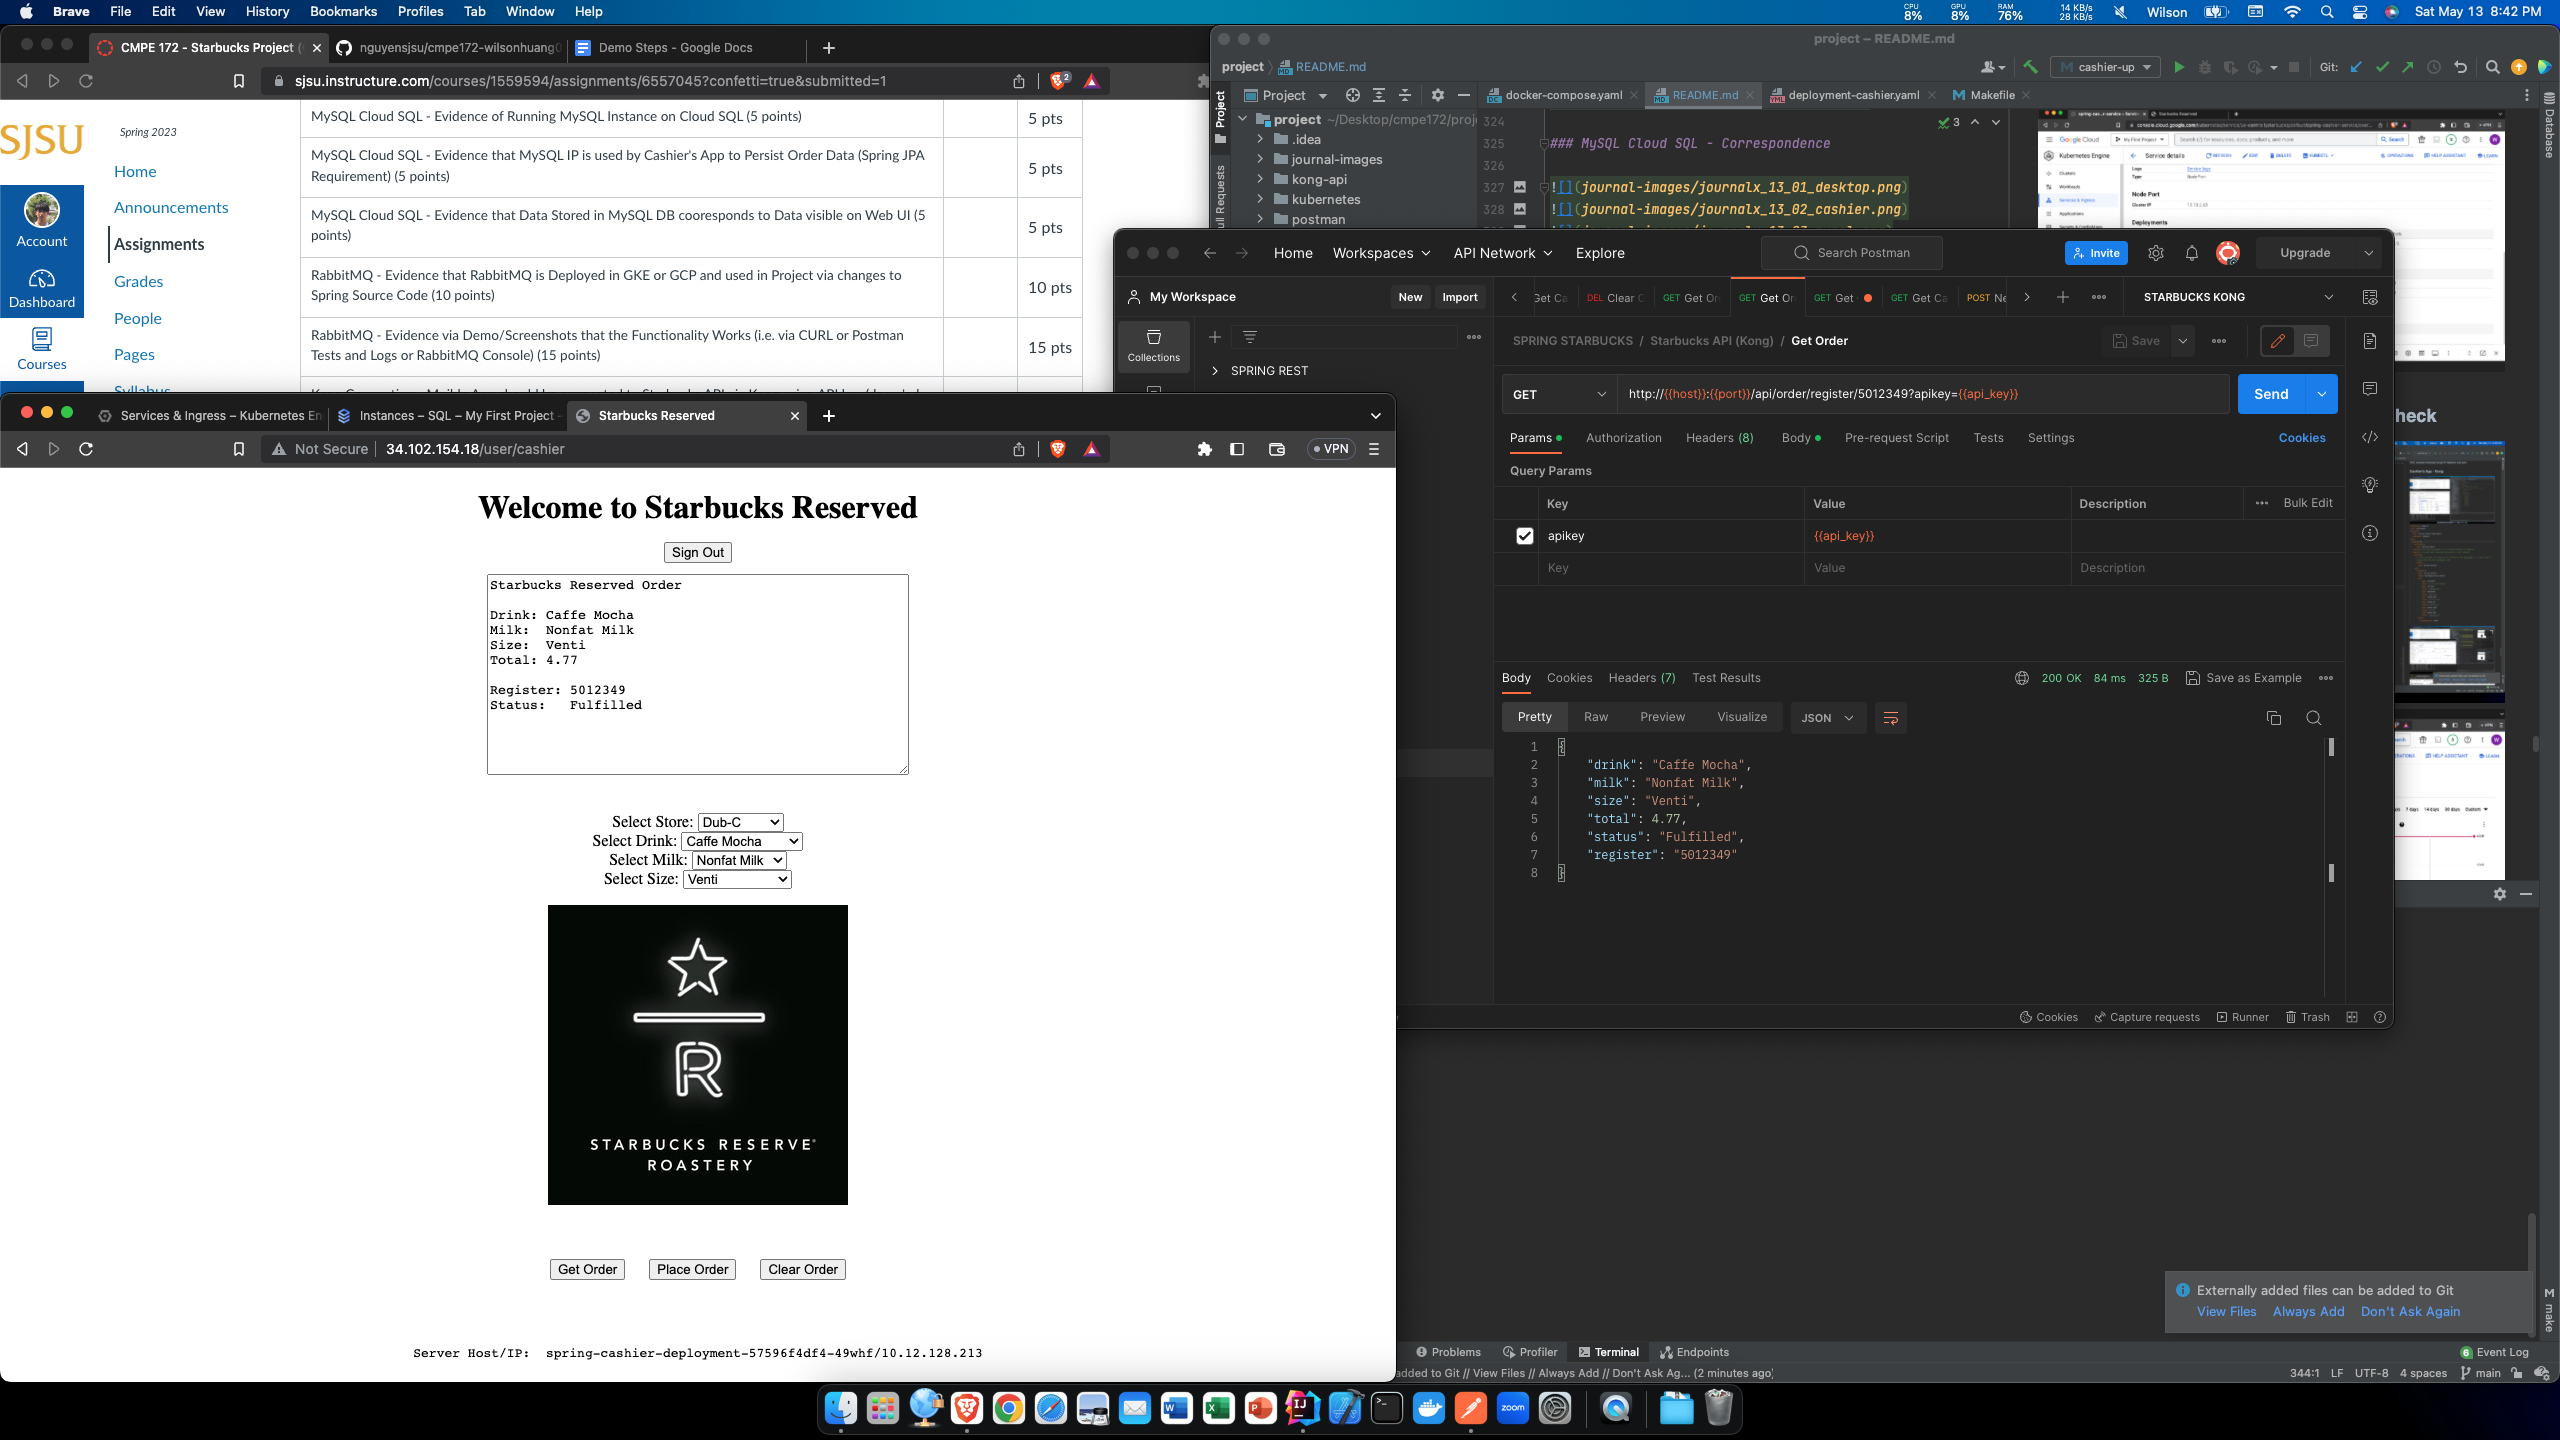 Brave File Edit View History Bookmarks Profiles Tab Window Help
CPU 8% GPU 8% RAM 76% 14 KB/s 28 KB/s Wilson Sat May 13 8:42 PM
CMPE 172 - Starbucks Project (
nguyensjsu/cmpe172-wilsonhuang0
Demo Steps - Google Docs
sjsu.instructure.com/courses/1559594/assignments/6557045?confetti=true&submitted=1
SJSU
Account
Dashboard
Courses
Spring 2023
Home
Announcements
Assignments
Grades
People
Pages
Syllabus
MySQL Cloud SQL - Evidence of Running MySQL Instance on Cloud SQL (5 points)
5 pts
MySQL Cloud SQL - Evidence that MySQL IP is used by Cashier's App to Persist Order Data (Spring JPA
Requirement) (5 points)
5 pts
MySQL Cloud SQL - Evidence that Data Stored in MySQL DB cooresponds to Data visible on Web UI (5
points)
5 pts
RabbitMQ - Evidence that RabbitMQ is Deployed in GKE or GCP and used in Project via changes to
Spring Source Code (10 points)
10 pts
RabbitMQ - Evidence via Demo/Screenshots that the Functionality Works (i.e. via CURL or Postman
Tests and Logs or RabbitMQ Console) (15 points)
15 pts
project – README.md
project README.md
cashier-up
Git:
Project
docker-compose.yaml
README.md
deployment-cashier.yaml
Makefile
Project
Database
project ~/Desktop/cmpe172/proj
.idea
journal-images
kong-api
kubernetes
postman
324
325 ### MySQL Cloud SQL - Correspondence
326
327 ![](journal-images/journalx_13_01_desktop.png)
328 ![](journal-images/journalx_13_02_cashier.png)
3
Google Cloud
My First Project
Kubernetes Engine
Service details
Node Port
Deployments
heck
Home Workspaces API Network Explore
Search Postman
Invite
Upgrade
My Workspace
New Import
Get Ca
DEL Clear C
GET Get Or
GET Get Or
GET Get
GET Get Ca
POST Ne
STARBUCKS KONG
Collections
SPRING REST
SPRING STARBUCKS / Starbucks API (Kong) / Get Order
Save
GET
http://{{host}}:{{port}}/api/order/register/5012349?apikey={{api_key}}
Send
Params Authorization Headers (8) Body Pre-request Script Tests Settings
Cookies
Query Params
Key Value Description
Bulk Edit
apikey {{api_key}}
Key Value Description
Body Cookies Headers (7) Test Results
200 OK 84 ms 325 B Save as Example
Pretty Raw Preview Visualize JSON
1 {
2 "drink": "Caffe Mocha",
3 "milk": "Nonfat Milk",
4 "size": "Venti",
5 "total": 4.77,
6 "status": "Fulfilled",
7 "register": "5012349"
8 }
Cookies Capture requests Runner Trash
Services & Ingress – Kubernetes En
Instances – SQL – My First Project
Starbucks Reserved
Not Secure 34.102.154.18/user/cashier
VPN
Welcome to Starbucks Reserved
Sign Out
Starbucks Reserved Order
Drink: Caffe Mocha
Milk: Nonfat Milk
Size: Venti
Total: 4.77
Register: 5012349
Status: Fulfilled
Select Store: Dub-C
Select Drink: Caffe Mocha
Select Milk: Nonfat Milk
Select Size: Venti
R
STARBUCKS RESERVE
ROASTERY
Get Order Place Order Clear Order
Server Host/IP: spring-cashier-deployment-57596f4df4-49whf/10.12.128.213
Externally added files can be added to Git
View Files Always Add Don't Ask Again
make
Problems Profiler Terminal Endpoints
6 Event Log
added to Git // View Files // Always Add // Don't Ask Ag... (2 minutes ago)
344:1 LF UTF-8 4 spaces main
zoom